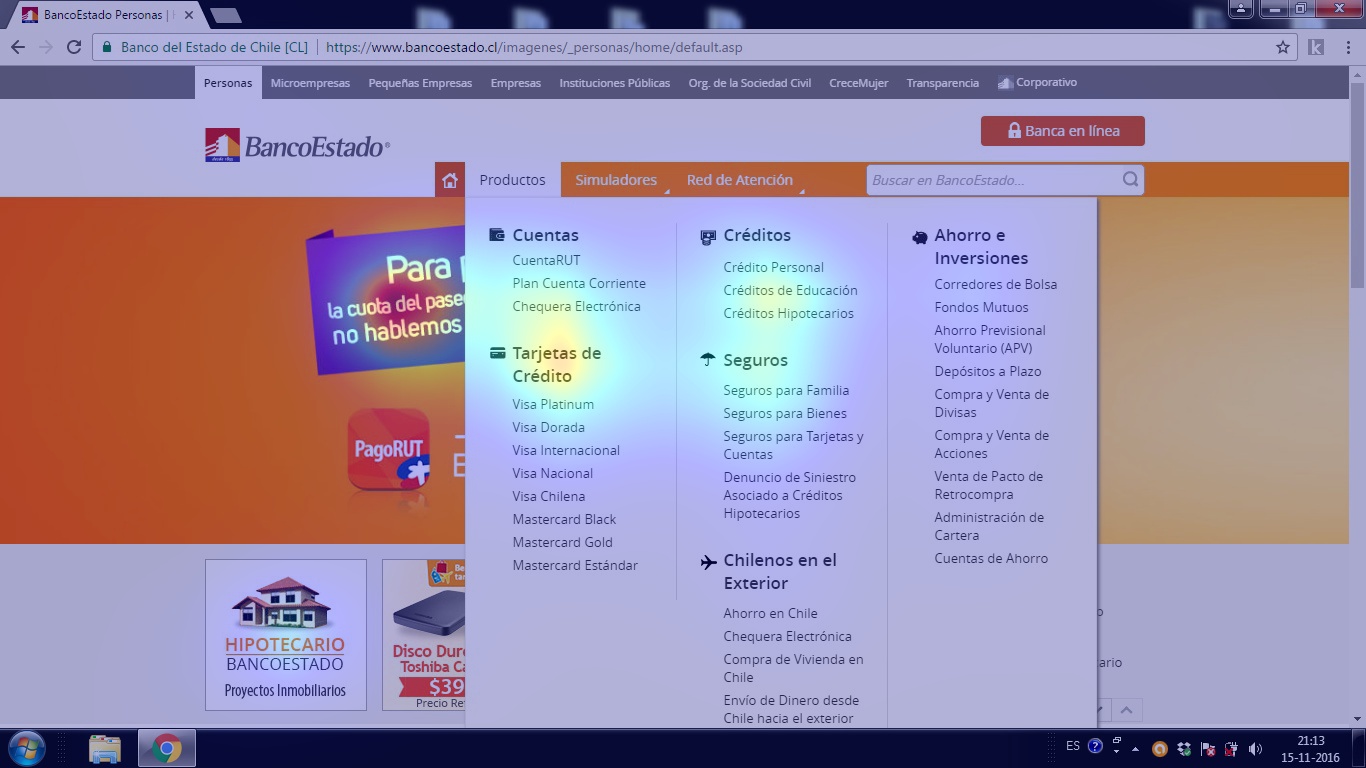 BancoEstado Personas |
Banco del Estado de Chile [CL]
https://www.bancoestado.cl/imagenes/_personas/home/default.asp
Personas
Microempresas
Pequeñas Empresas
Empresas
Instituciones Públicas
Org. de la Sociedad Civil
CreceMujer
Transparencia
Corporativo
BancoEstado®
Banca en línea
Productos
Simuladores
Red de Atención
Buscar en BancoEstado...
Para
la cuota del pase
no hablemos
PagoRUT
Cuentas
CuentaRUT
Plan Cuenta Corriente
Chequera Electrónica
Tarjetas de
Crédito
Visa Platinum
Visa Dorada
Visa Internacional
Visa Nacional
Visa Chilena
Mastercard Black
Mastercard Gold
Mastercard Estándar
Créditos
Crédito Personal
Créditos de Educación
Créditos Hipotecarios
Seguros
Seguros para Familia
Seguros para Bienes
Seguros para Tarjetas y
Cuentas
Denuncio de Siniestro
Asociado a Créditos
Hipotecarios
Chilenos en el
Exterior
Ahorro en Chile
Chequera Electrónica
Compra de Vivienda en
Chile
Envío de Dinero desde
Chile hacia el exterior
Ahorro e
Inversiones
Corredores de Bolsa
Fondos Mutuos
Ahorro Previsional
Voluntario (APV)
Depósitos a Plazo
Compra y Venta de
Divisas
Compra y Venta de
Acciones
Venta de Pacto de
Retrocompra
Administración de
Cartera
Cuentas de Ahorro
HIPOTECARIO
BANCOESTADO
Proyectos Inmobiliarios
Disco Dur
Toshiba Ca
$39
Precio Ref
tario
ES
21:13
15-11-2016